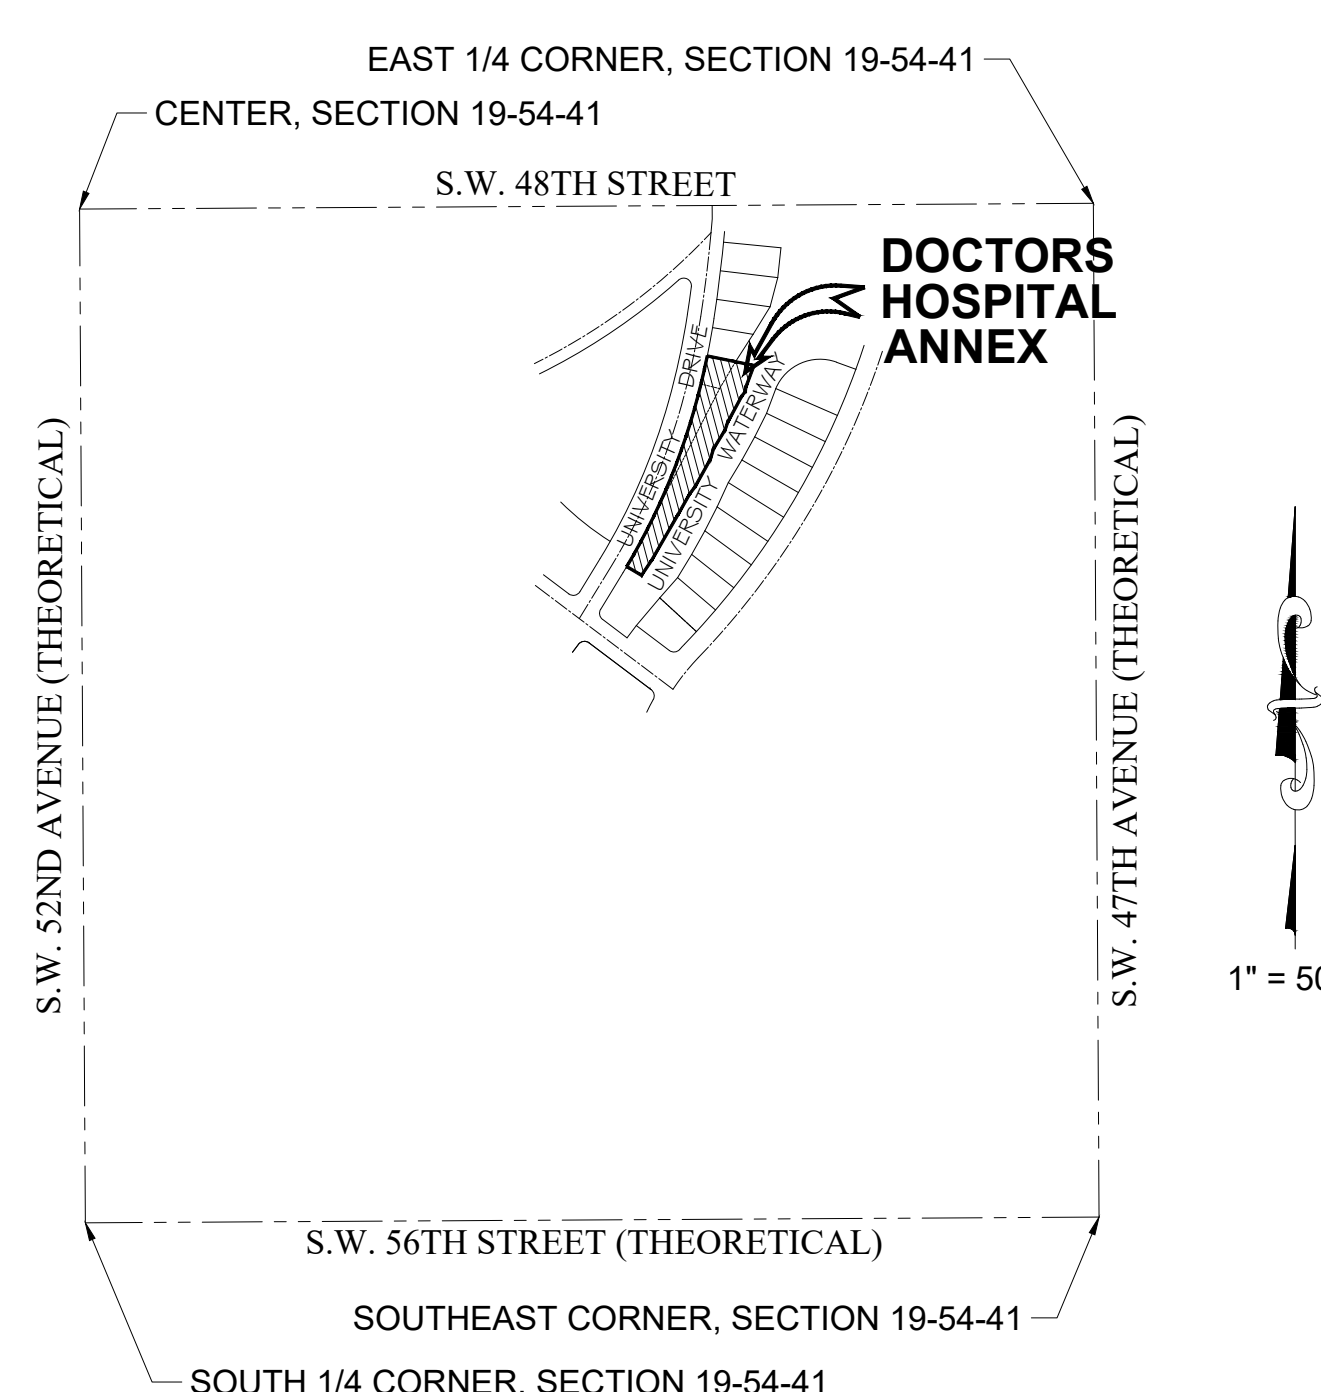 EAST 1/4 CORNER, SECTION 19-54-41
CENTER, SECTION 19-54-41
S.W. 48TH STREET
DOCTORS
HOSPITAL
ANNEX
UNIVERSITY DRIVE
UNIVERSITY WATERWAY
S.W. 52ND AVENUE (THEORETICAL)
S.W. 47TH AVENUE (THEORETICAL)
1" = 50
S.W. 56TH STREET (THEORETICAL)
SOUTHEAST CORNER, SECTION 19-54-41
SOUTH 1/4 CORNER, SECTION 19-54-41